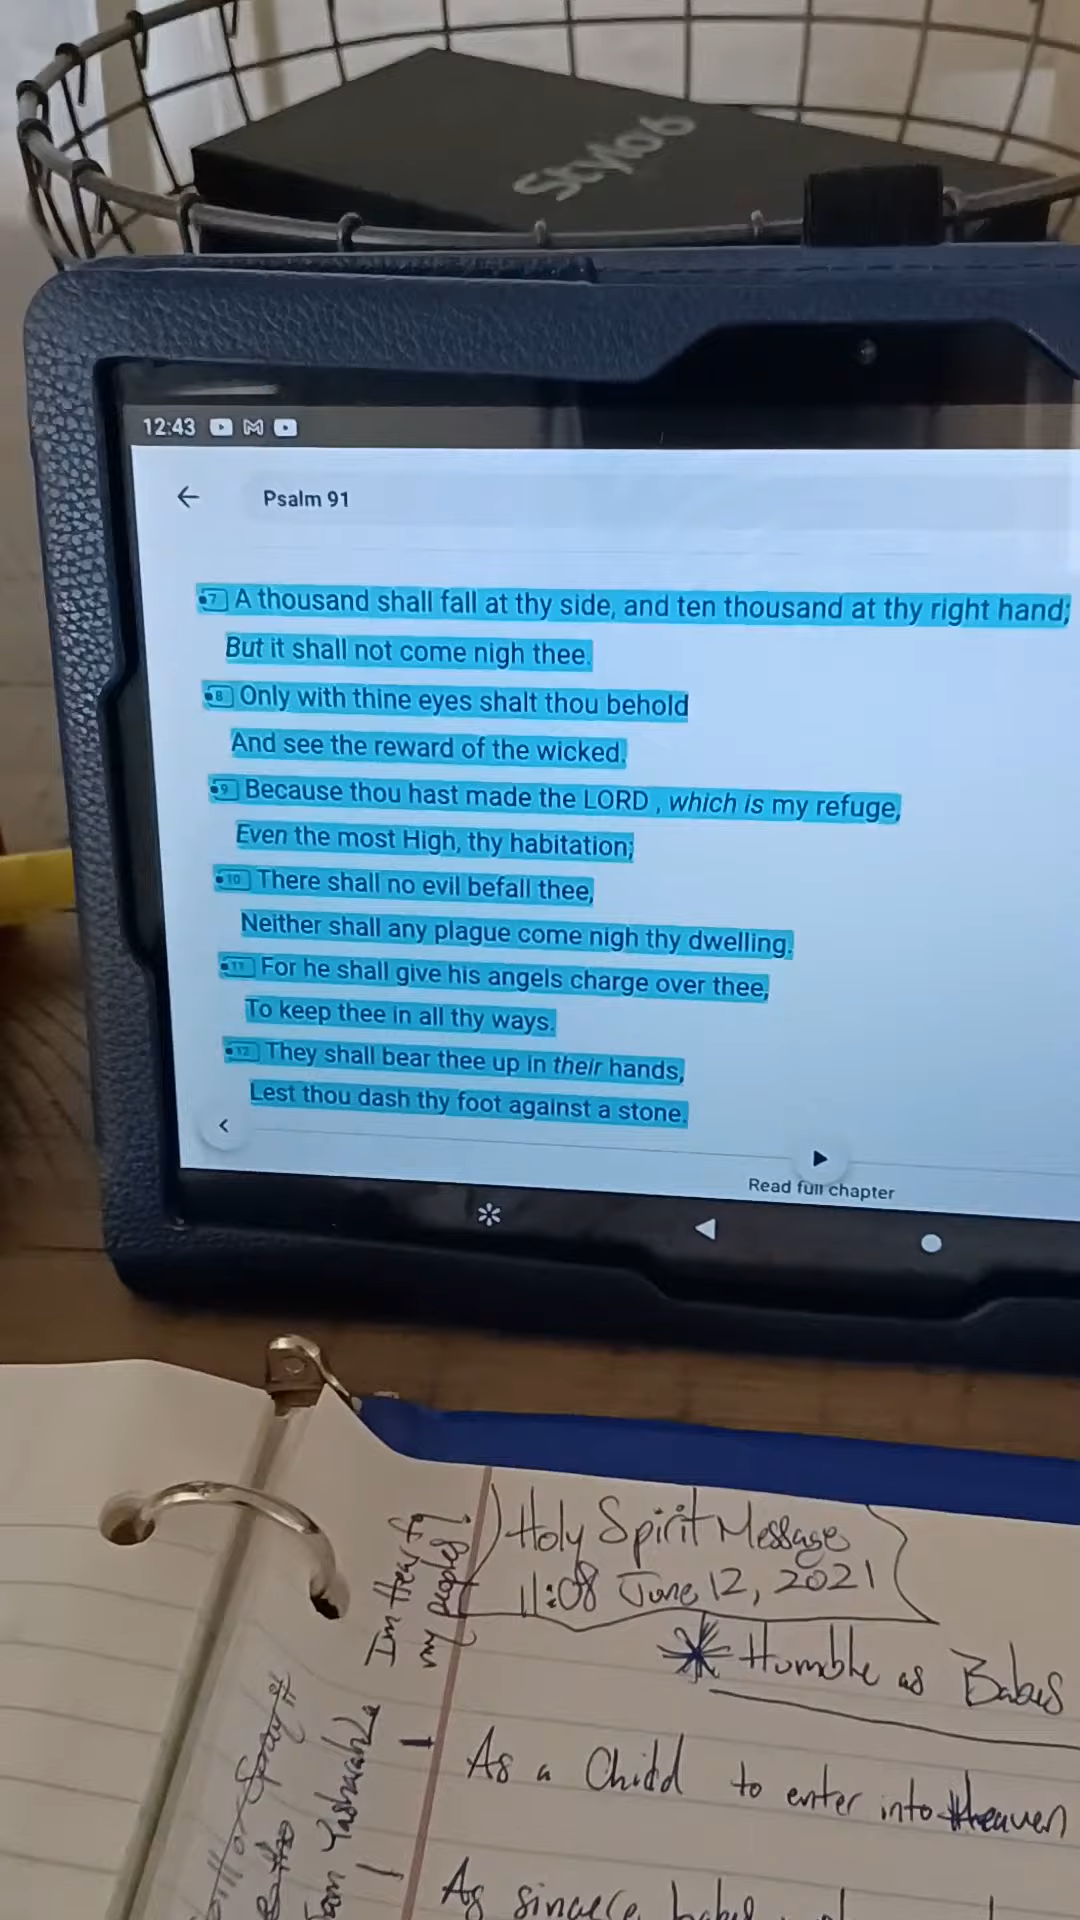 Stylo6
12:43
Psalm 91
7 A thousand shall fall at thy side, and ten thousand at thy right hand;
But it shall not come nigh thee.
8 Only with thine eyes shalt thou behold
And see the reward of the wicked.
9 Because thou hast made the LORD , which is my refuge,
Even the most High, thy habitation;
10 There shall no evil befall thee,
Neither shall any plague come nigh thy dwelling.
11 For he shall give his angels charge over thee,
To keep thee in all thy ways.
12 They shall bear thee up in their hands,
Lest thou dash thy foot against a stone.
Read full chapter
Holy Spirit Message
11:08 June, 12, 2021
Humble as Babes
As a Child to enter into Heaven
As sincere babes
my peoples!